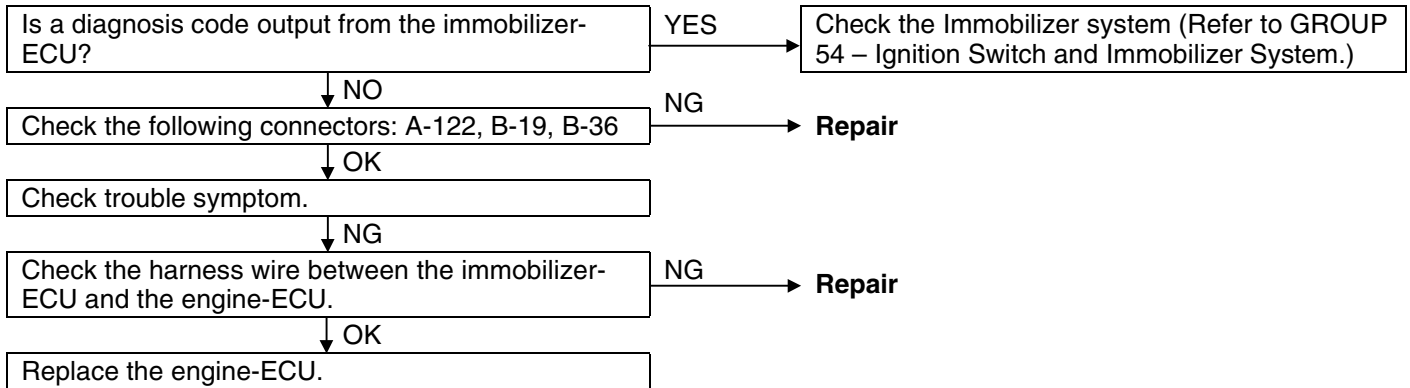 Is a diagnosis code output from the immobilizer-
ECU?
YES
Check the Immobilizer system (Refer to GROUP
54 – Ignition Switch and Immobilizer System.)
NO
Check the following connectors: A-122, B-19, B-36
NG
Repair
OK
Check trouble symptom.
NG
Check the harness wire between the immobilizer-
ECU and the engine-ECU.
NG
Repair
OK
Replace the engine-ECU.